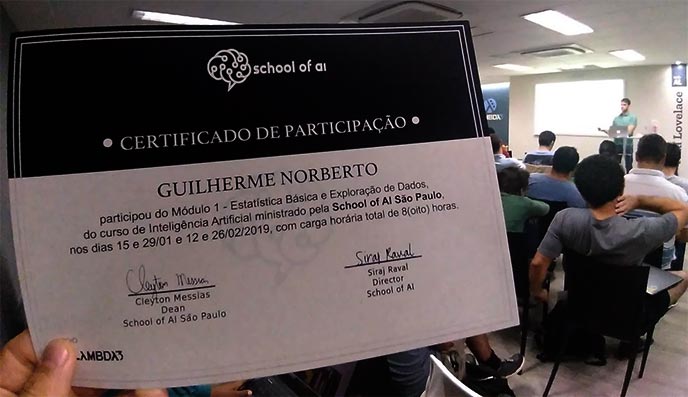 school of ai
• CERTIFICADO DE PARTICIPAÇÃO •
GUILHERME NORBERTO
participou do Módulo 1 - Estatística Básica e Exploração de Dados,
do curso de Inteligência Artificial ministrado pela School of AI São Paulo,
nos dias 15 e 29/01 e 12 e 26/02/2019, com carga horária total de 8(oito) horas.
Cleyton Messias
Cleyton Messias
Dean
School of AI São Paulo
Siraj Raval
Siraj Raval
Director
School of AI
LAMBDA3
LAMBDA3
Lovelace